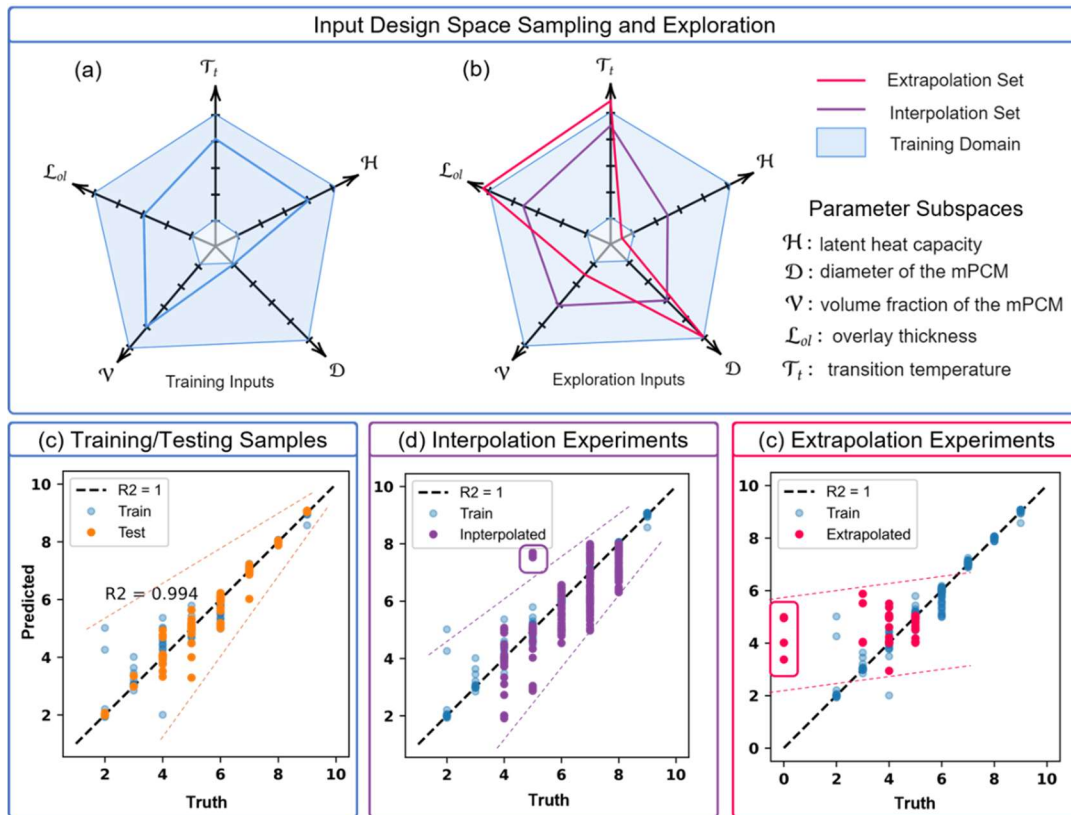 Input Design Space Sampling and Exploration
(a)
𝒯t
ℒol
ℋ
𝒱
𝒟
Training Inputs
(b)
𝒯t
ℒol
ℋ
𝒱
𝒟
Exploration Inputs
Extrapolation Set
Interpolation Set
Training Domain
Parameter Subspaces
ℋ : latent heat capacity
𝒟 : diameter of the mPCM
𝒱 : volume fraction of the mPCM
ℒol : overlay thickness
𝒯t : transition temperature
(c) Training/Testing Samples
R2 = 1
Train
Test
R2 = 0.994
Predicted
10
8
6
4
2
2 4 6 8 10
Truth
(d) Interpolation Experiments
R2 = 1
Train
Inpterpolated
10
8
6
4
2
2 4 6 8 10
Truth
(c) Extrapolation Experiments
R2 = 1
Train
Extrapolated
10
8
6
4
2
0
0 2 4 6 8 10
Truth